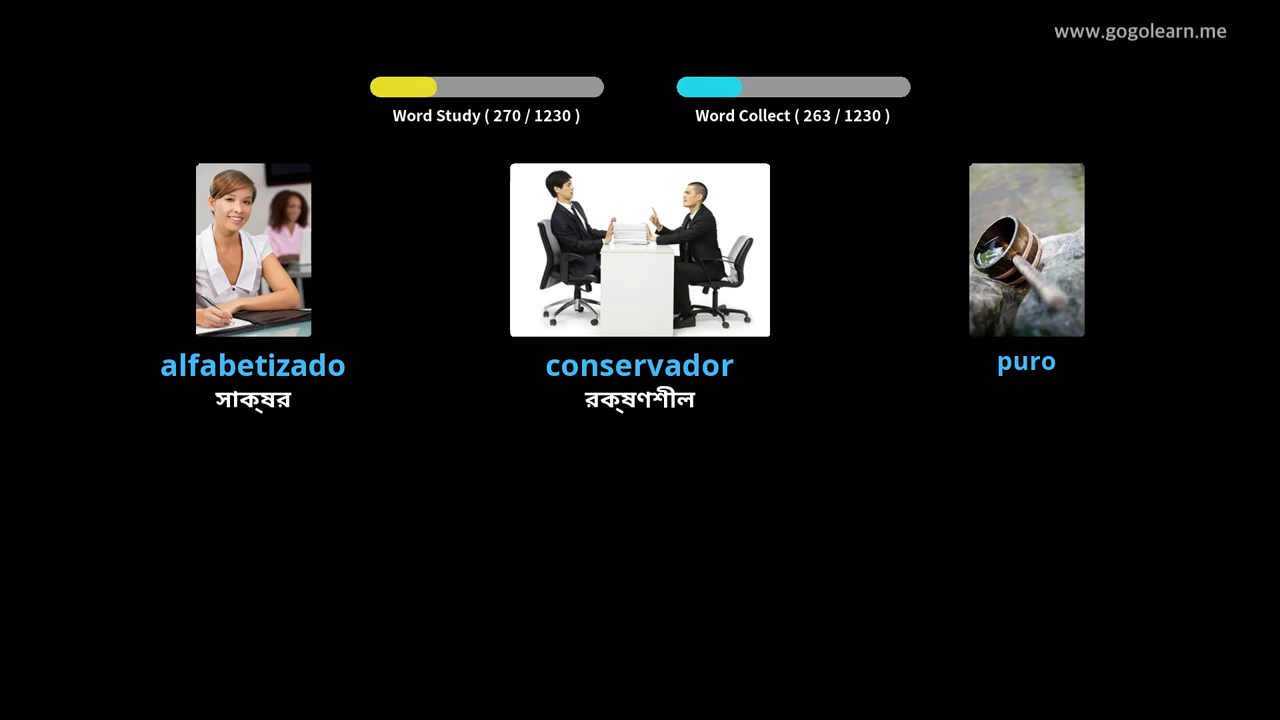 www.gogolearn.me
Word Study ( 270 / 1230 )
Word Collect ( 263 / 1230 )
alfabetizado
conservador
puro
সাক্ষর
রক্ষণশীল